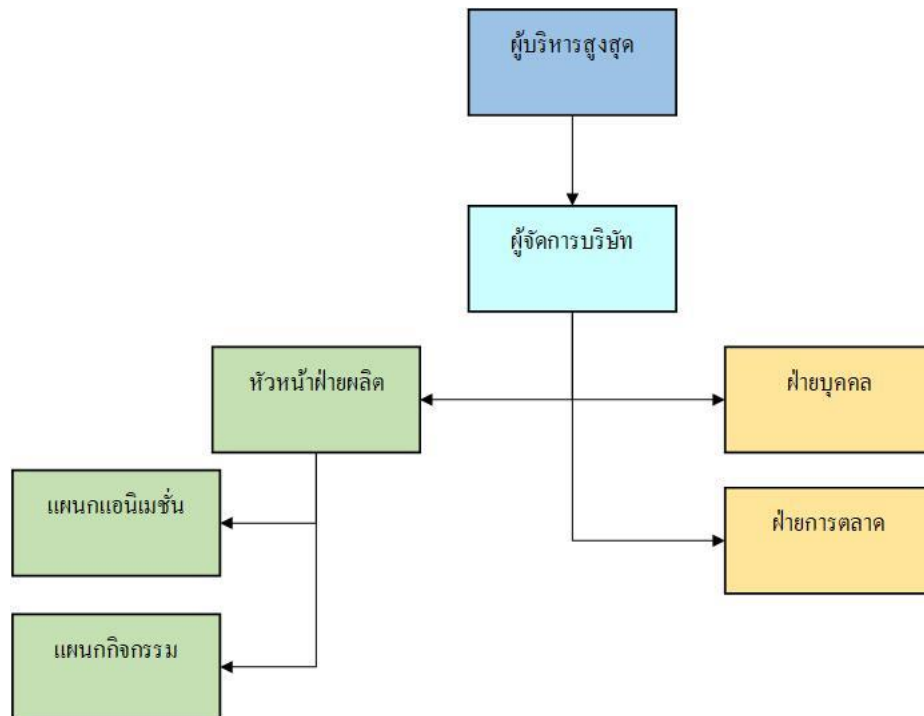 ผู้บริหารสูงสุด
ผู้จัดการบริษัท
หัวหน้าฝ่ายผลิต
ฝ่ายบุคคล
แผนกแอนิเมชั่น
ฝ่ายการตลาด
แผนกกิจกรรม